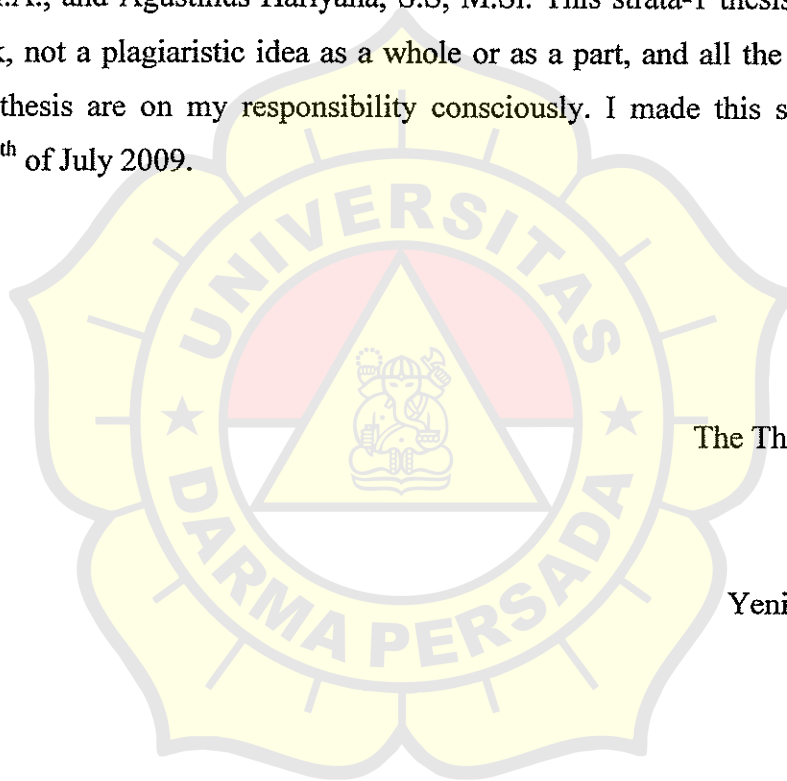 .A., and Agustinus Hariyana, S.S, M.Si. This strata-1 thesis
, not a plagiaristic idea as a whole or as a part, and all the
thesis are on my responsibility consciously. I made this s
th of July 2009.
UNIVERSITAS
The Th
DARMA PERSADA
Yeni